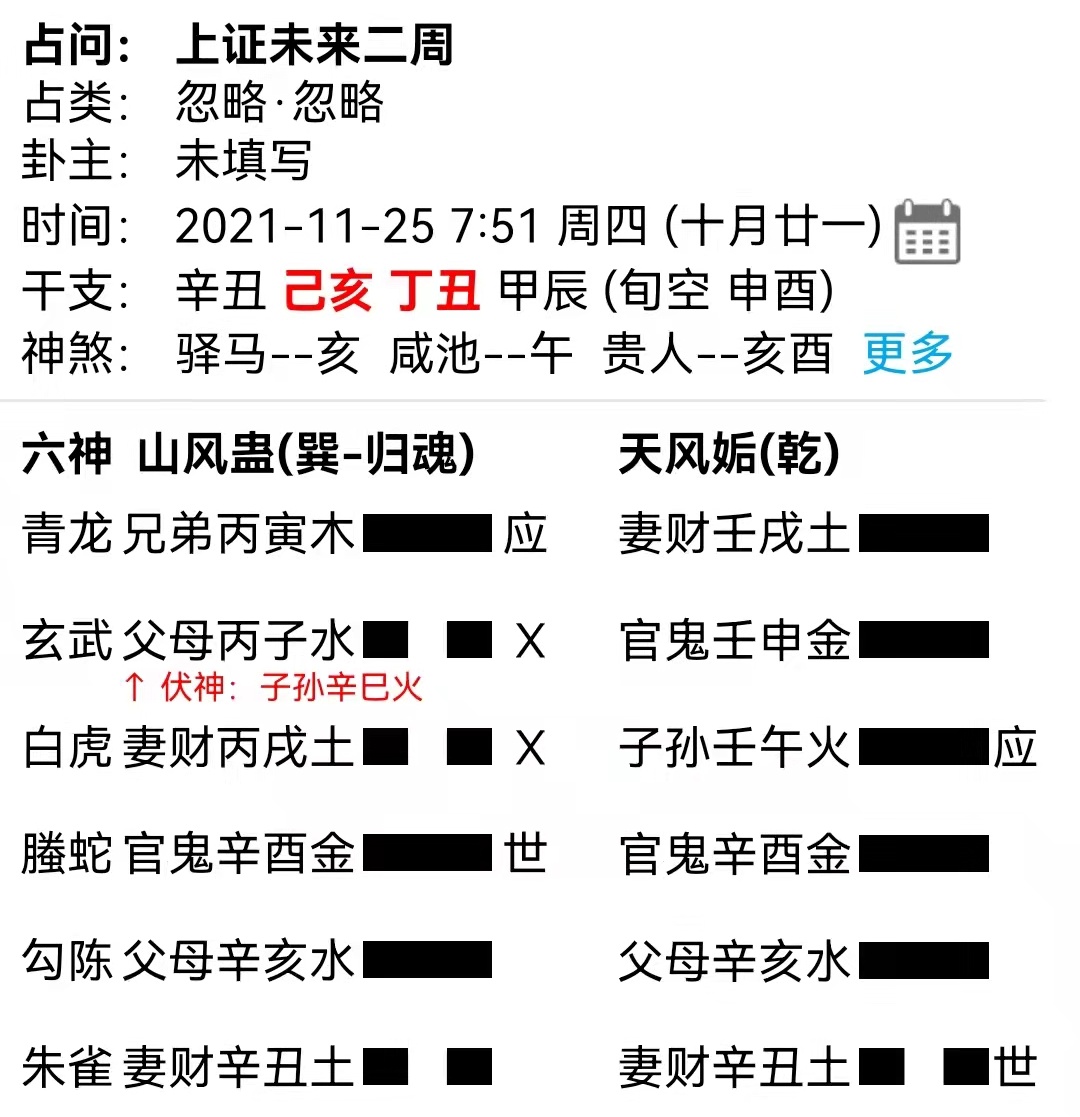 占问： 上证未来二周
占类： 忽略·忽略
卦主： 未填写
时间： 2021-11-25 7:51 周四 (十月廿一)
干支： 辛丑 己亥 丁丑 甲辰 (旬空 申酉)
神煞： 驿马--亥 咸池--午 贵人--亥酉 更多
六神 山风蛊(巽-归魂) 天风姤(乾)
青龙 兄弟丙寅木 应 妻财壬戌土
玄武 父母丙子水 X 官鬼壬申金
↑ 伏神：子孙辛巳火
白虎 妻财丙戌土 X 子孙壬午火 应
螣蛇 官鬼辛酉金 世 官鬼辛酉金
勾陈 父母辛亥水 父母辛亥水
朱雀 妻财辛丑土 妻财辛丑土 世